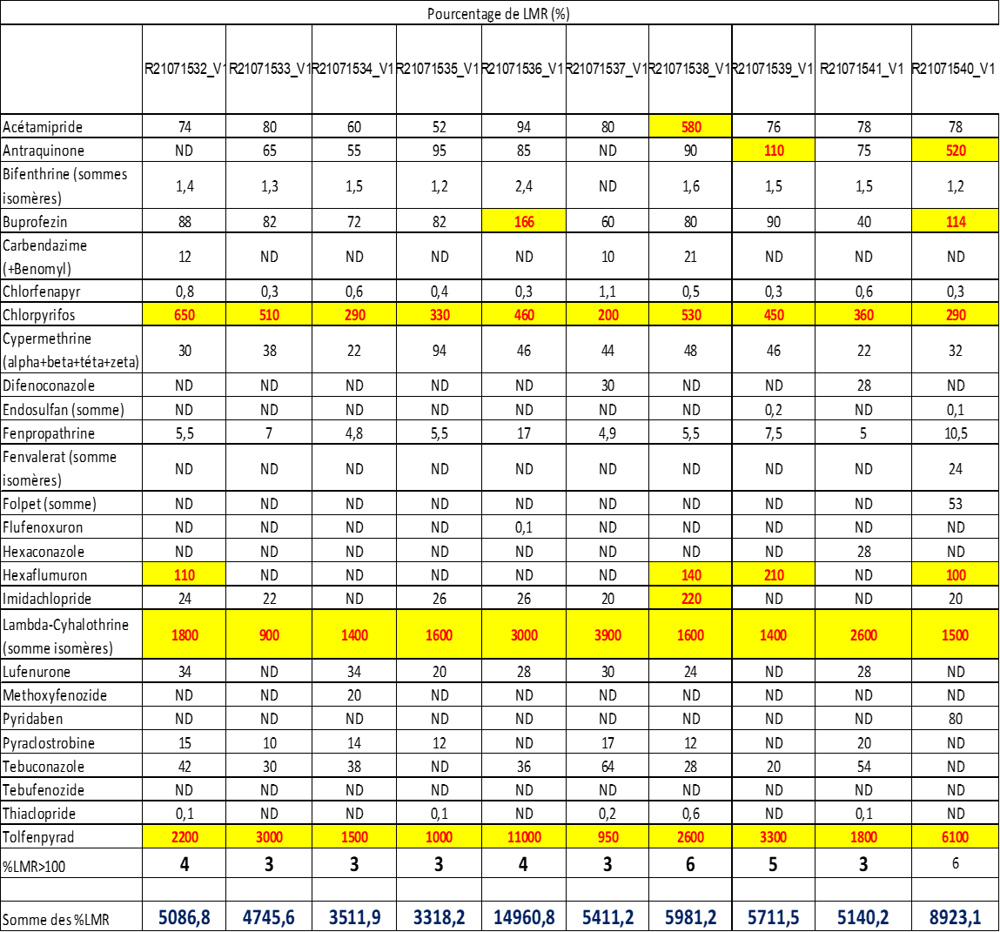 Pourcentage de LMR (%)
R21071532_V1 R21071533_V1 R21071534_V1 R21071535_V1 R21071536_V1 R21071537_V1 R21071538_V1 R21071539_V1 R21071541_V1 R21071540_V1
Acétamipride 74 80 60 52 94 80 580 76 78 78
Antraquinone ND 65 55 95 85 ND 90 110 75 520
Bifenthrine (sommes
isomères) 1,4 1,3 1,5 1,2 2,4 ND 1,6 1,5 1,5 1,2
Buprofezin 88 82 72 82 166 60 80 90 40 114
Carbendazime
(+Benomyl) 12 ND ND ND ND 10 21 ND ND ND
Chlorfenapyr 0,8 0,3 0,6 0,4 0,3 1,1 0,5 0,3 0,6 0,3
Chlorpyrifos 650 510 290 330 460 200 530 450 360 290
Cypermethrine
(alpha+beta+téta+zeta) 30 38 22 94 46 44 48 46 22 32
Difenoconazole ND ND ND ND ND 30 ND ND 28 ND
Endosulfan (somme) ND ND ND ND ND ND ND 0,2 ND 0,1
Fenpropathrine 5,5 7 4,8 5,5 17 4,9 5,5 7,5 5 10,5
Fenvalerat (somme
isomères) ND ND ND ND ND ND ND ND ND 24
Folpet (somme) ND ND ND ND ND ND ND ND ND 53
Flufenoxuron ND ND ND ND 0,1 ND ND ND ND ND
Hexaconazole ND ND ND ND ND ND ND ND 28 ND
Hexaflumuron 110 ND ND ND ND ND 140 210 ND 100
Imidachlopride 24 22 ND 26 26 20 220 ND ND 20
Lambda-Cyhalothrine
(somme isomères) 1800 900 1400 1600 3000 3900 1600 1400 2600 1500
Lufenurone 34 ND 34 20 28 30 24 ND 28 ND
Methoxyfenozide ND ND 20 ND ND ND ND ND ND ND
Pyridaben ND ND ND ND ND ND ND ND ND 80
Pyraclostrobine 15 10 14 12 ND 17 12 ND 20 ND
Tebuconazole 42 30 38 ND 36 64 28 20 54 ND
Tebufenozide ND ND ND ND ND ND ND ND ND ND
Thiaclopride 0,1 ND ND 0,1 ND 0,2 0,6 ND 0,1 ND
Tolfenpyrad 2200 3000 1500 1000 11000 950 2600 3300 1800 6100
%LMR>100 4 3 3 3 4 3 6 5 3 6
Somme des %LMR 5086,8 4745,6 3511,9 3318,2 14960,8 5411,2 5981,2 5711,5 5140,2 8923,1